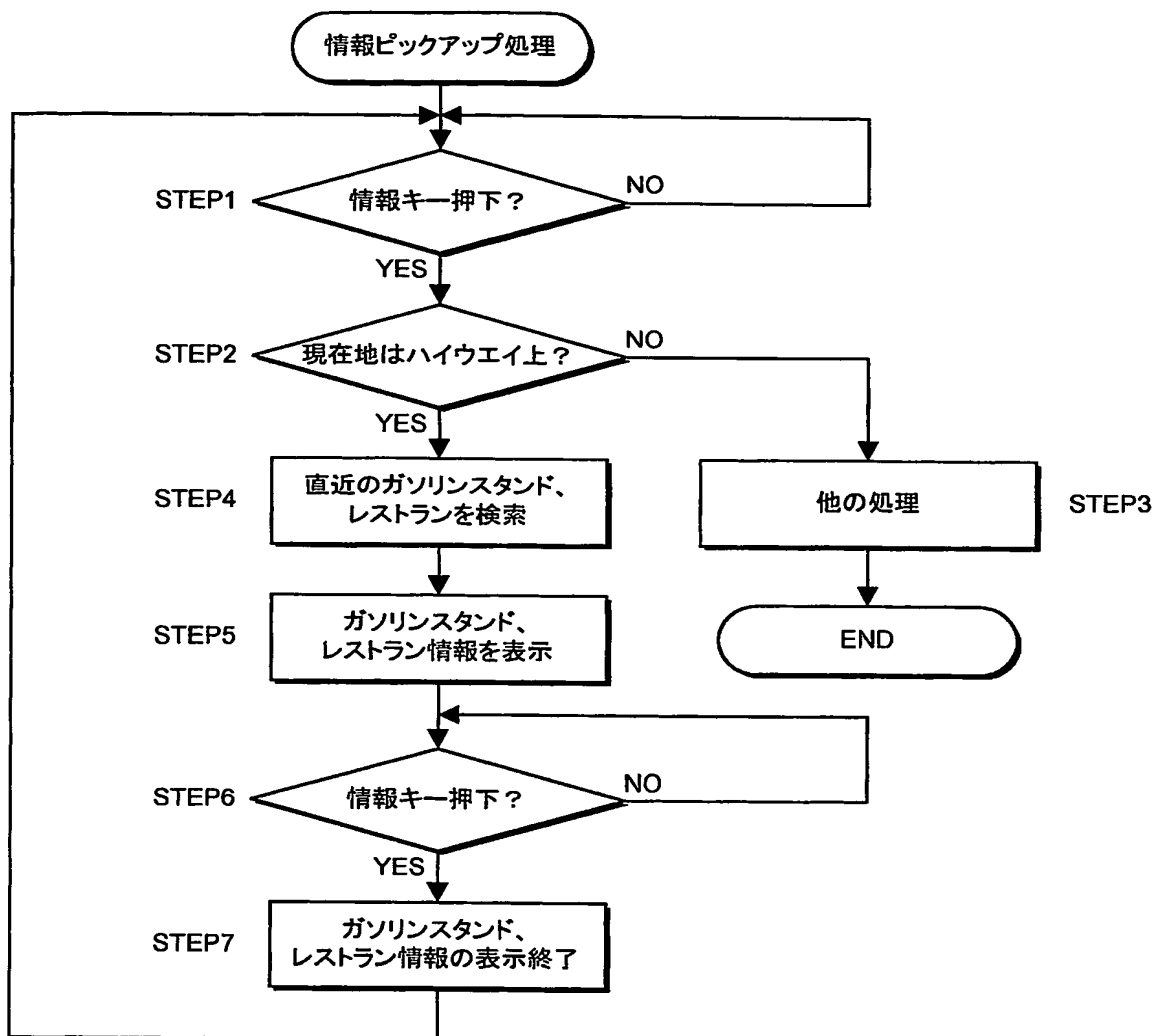 情報ピックアップ処理
STEP1
情報キー押下？
NO
YES
STEP2
現在地はハイウエイ上？
NO
YES
STEP4
直近のガソリンスタンド、
レストランを検索
他の処理
STEP3
STEP5
ガソリンスタンド、
レストラン情報を表示
END
STEP6
情報キー押下？
NO
YES
STEP7
ガソリンスタンド、
レストラン情報の表示終了